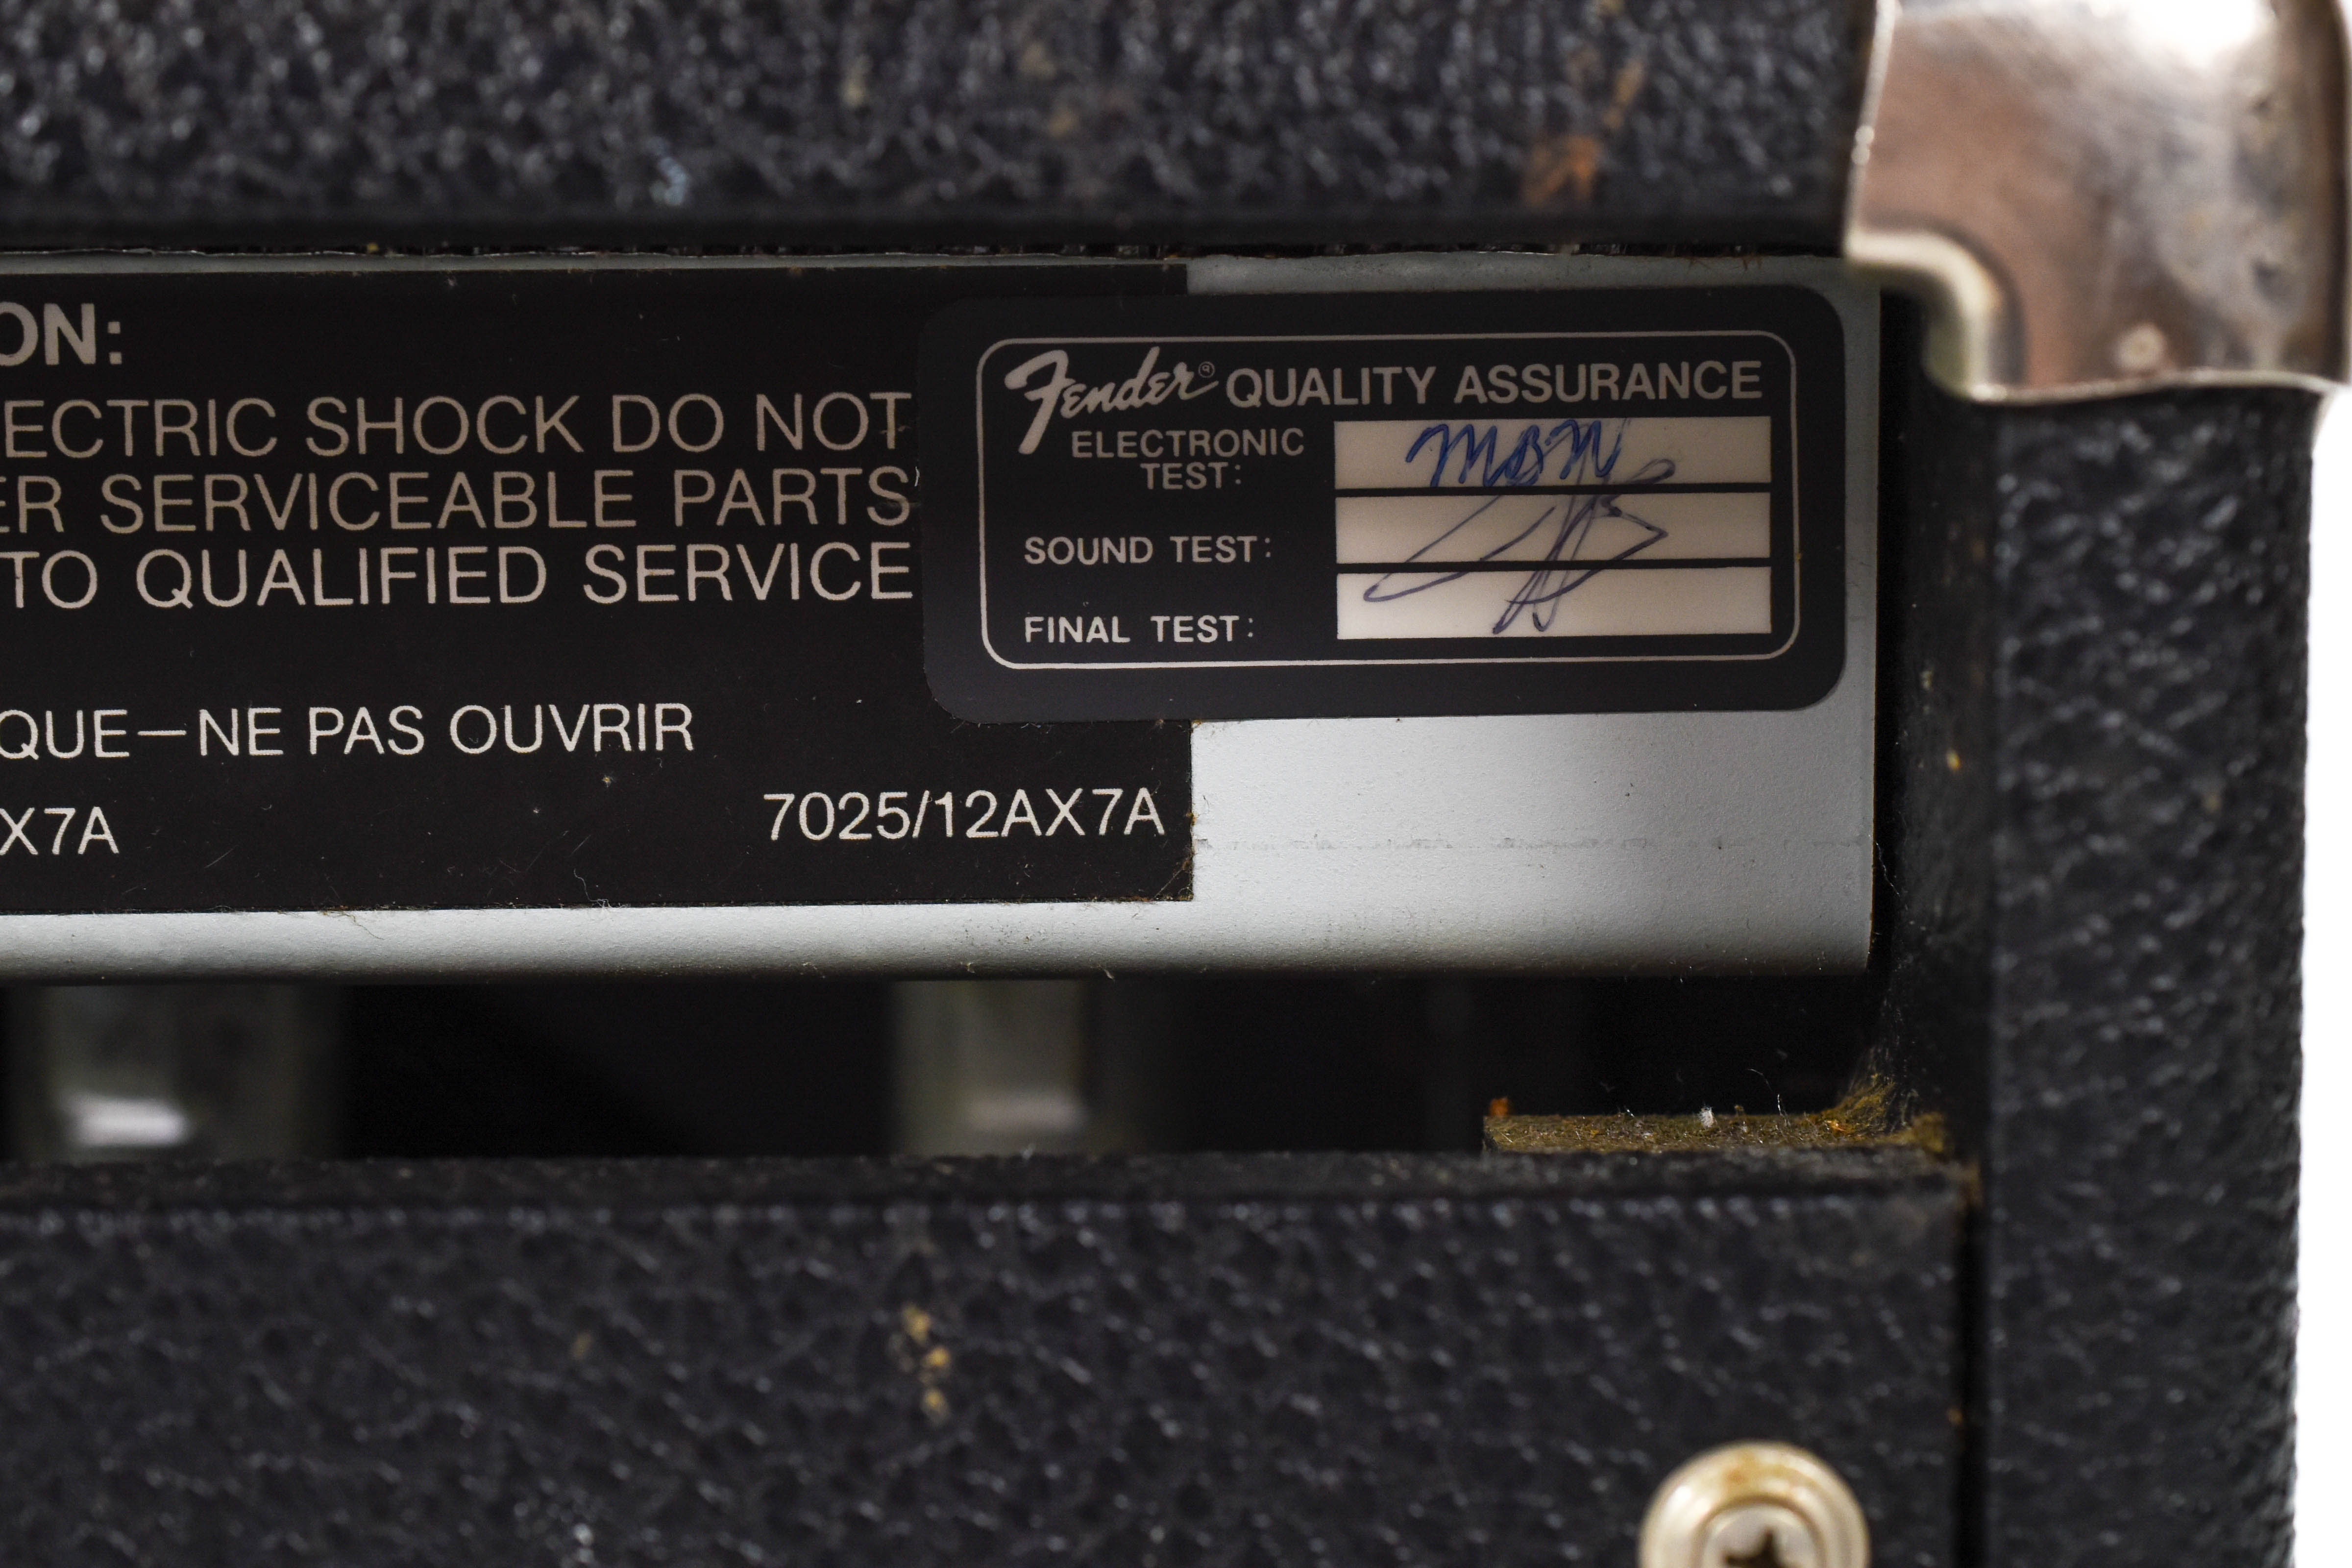 ON:
ECTRIC SHOCK DO NOT
ER SERVICEABLE PARTS
TO QUALIFIED SERVICE
QUE—NE PAS OUVRIR
X7A
7025/12AX7A
Fender® QUALITY ASSURANCE
ELECTRONIC
TEST:
SOUND TEST:
FINAL TEST: